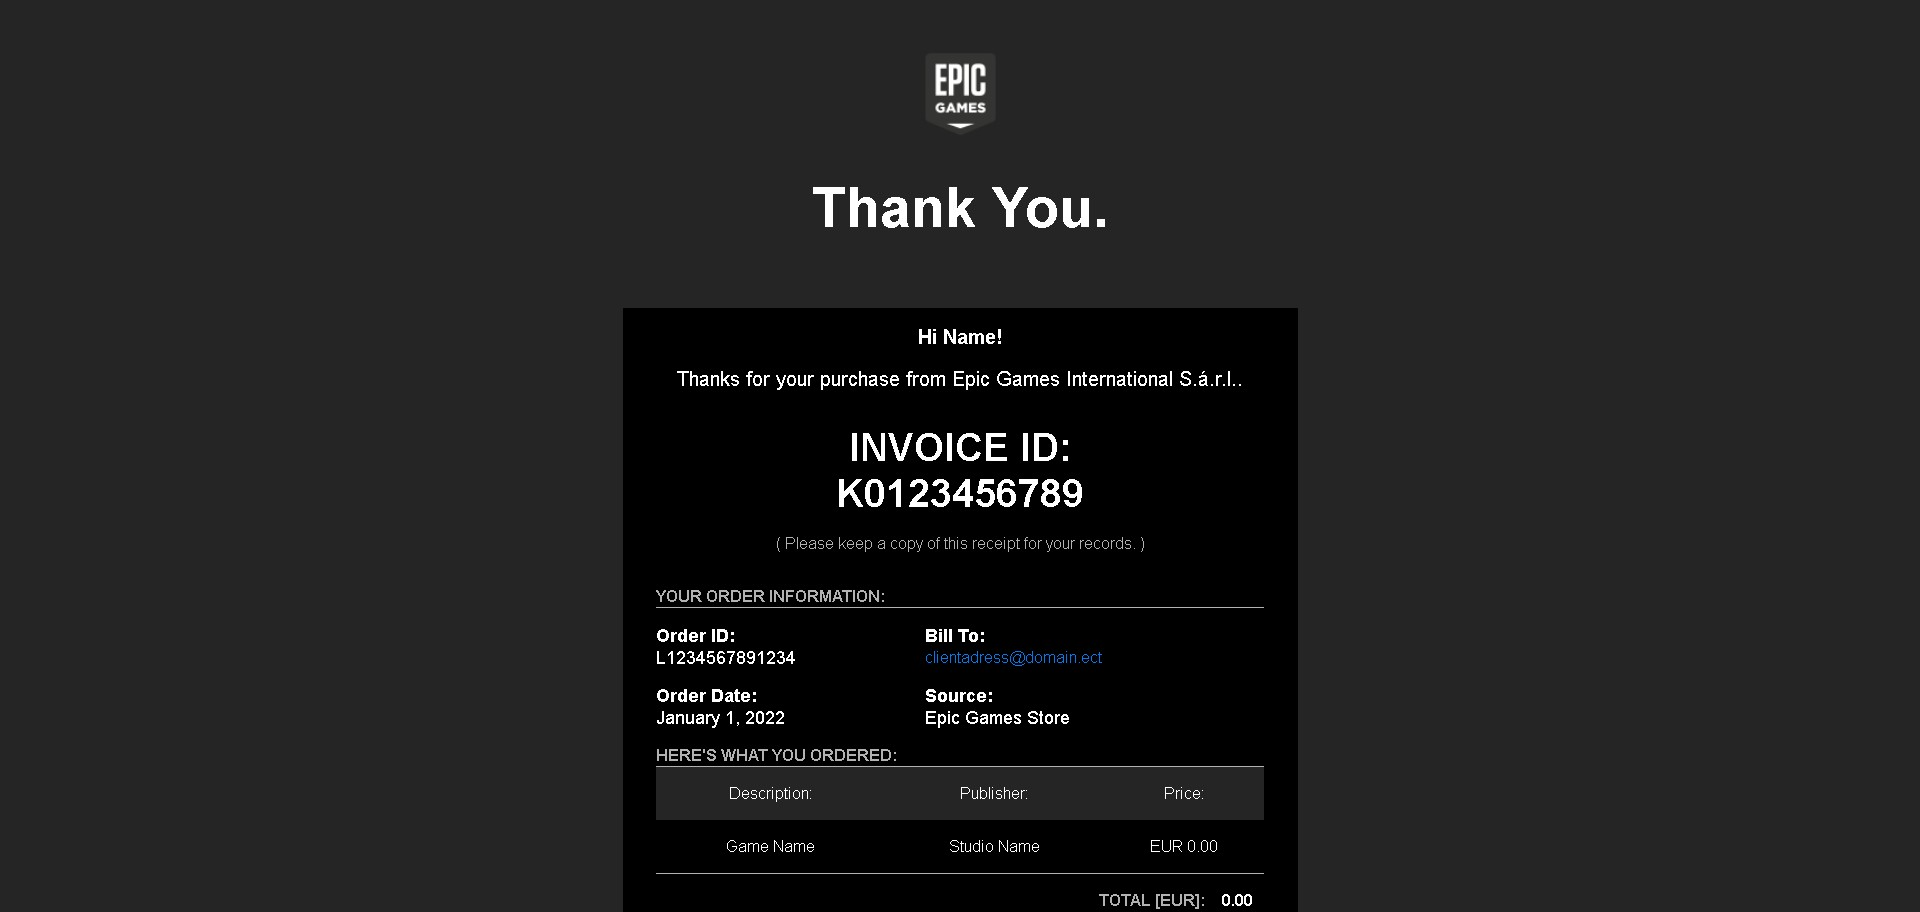 EPIC
GAMES
Thank You.
Hi Name!
Thanks for your purchase from Epic Games International S.á.r.l..
INVOICE ID:
K0123456789
( Please keep a copy of this receipt for your records. )
YOUR ORDER INFORMATION:
Order ID: Bill To:
L1234567891234 clientadress@domain.ect
Order Date: Source:
January 1, 2022 Epic Games Store
HERE'S WHAT YOU ORDERED:
Description: Publisher: Price:
Game Name Studio Name EUR 0.00
TOTAL [EUR]: 0.00